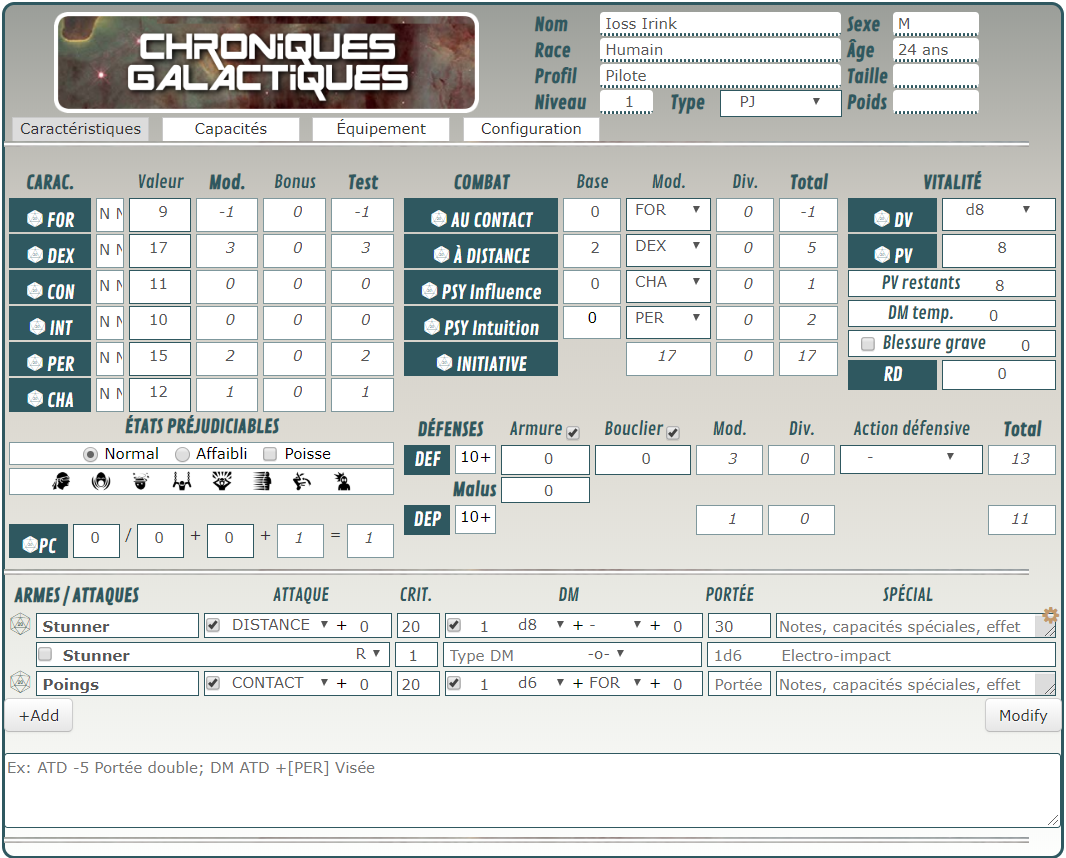 CHRONIQUES
GALACTIQUES
Nom Ioss Irink Sexe M
Race Humain Âge 24 ans
Profil Pilote Taille
Niveau 1 Type PJ Poids
Caractéristiques Capacités Équipement Configuration
CARAC. Valeur Mod. Bonus Test COMBAT Base Mod. Div. Total VITALITÉ
FOR N N 9 -1 0 -1 AU CONTACT 0 FOR 0 -1 DV d8
DEX N N 17 3 0 3 À DISTANCE 2 DEX 0 5 PV 8
CON N N 11 0 0 0 PSY Influence 0 CHA 0 1 PV restants 8
INT N N 10 0 0 0 PSY Intuition 0 PER 0 2 DM temp. 0
PER N N 15 2 0 2 INITIATIVE 17 0 17 Blessure grave 0
CHA N N 12 1 0 1 RD 0
ÉTATS PRÉJUDICIABLES DÉFENSES Armure Bouclier Mod. Div. Action défensive Total
Normal Affaibli Poisse DEF 10+ 0 0 3 0 - 13
Malus 0
DEP 10+ 1 0 11
PC 0 / 0 + 0 + 1 = 1
ARMES / ATTAQUES ATTAQUE CRIT. DM PORTÉE SPÉCIAL
Stunner DISTANCE + 0 20 1 d8 + - + 0 30 Notes, capacités spéciales, effet
Stunner R 1 Type DM -o- 1d6 Electro-impact
Poings CONTACT + 0 20 1 d6 + FOR + 0 Portée Notes, capacités spéciales, effet
+Add Modify
Ex: ATD -5 Portée double; DM ATD +[PER] Visée